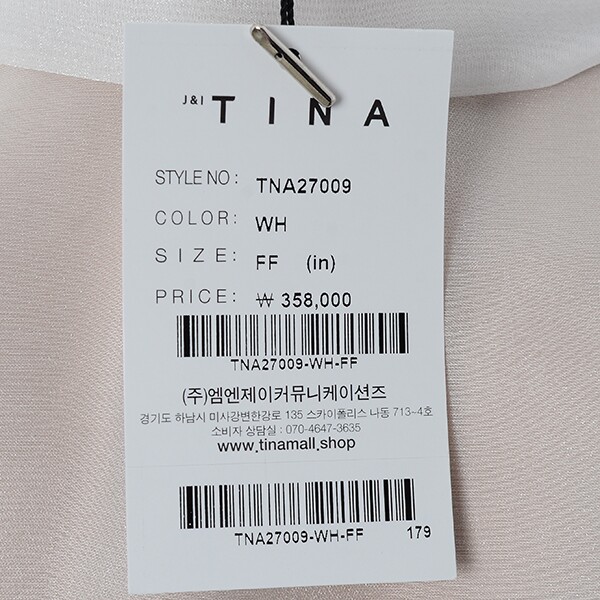 J&I TINA
STYLE NO : TNA27009
COLOR: WH
SIZE: FF (in)
PRICE: ₩ 358,000
TNA27009-WH-FF
(주)엠엔제이커뮤니케이션즈
경기도 하남시 미사강변한강로 135 스카이폴리스 나동 713~4호
소비자 상담실 : 070-4647-3635
www.tinamall.shop
TNA27009-WH-FF 179